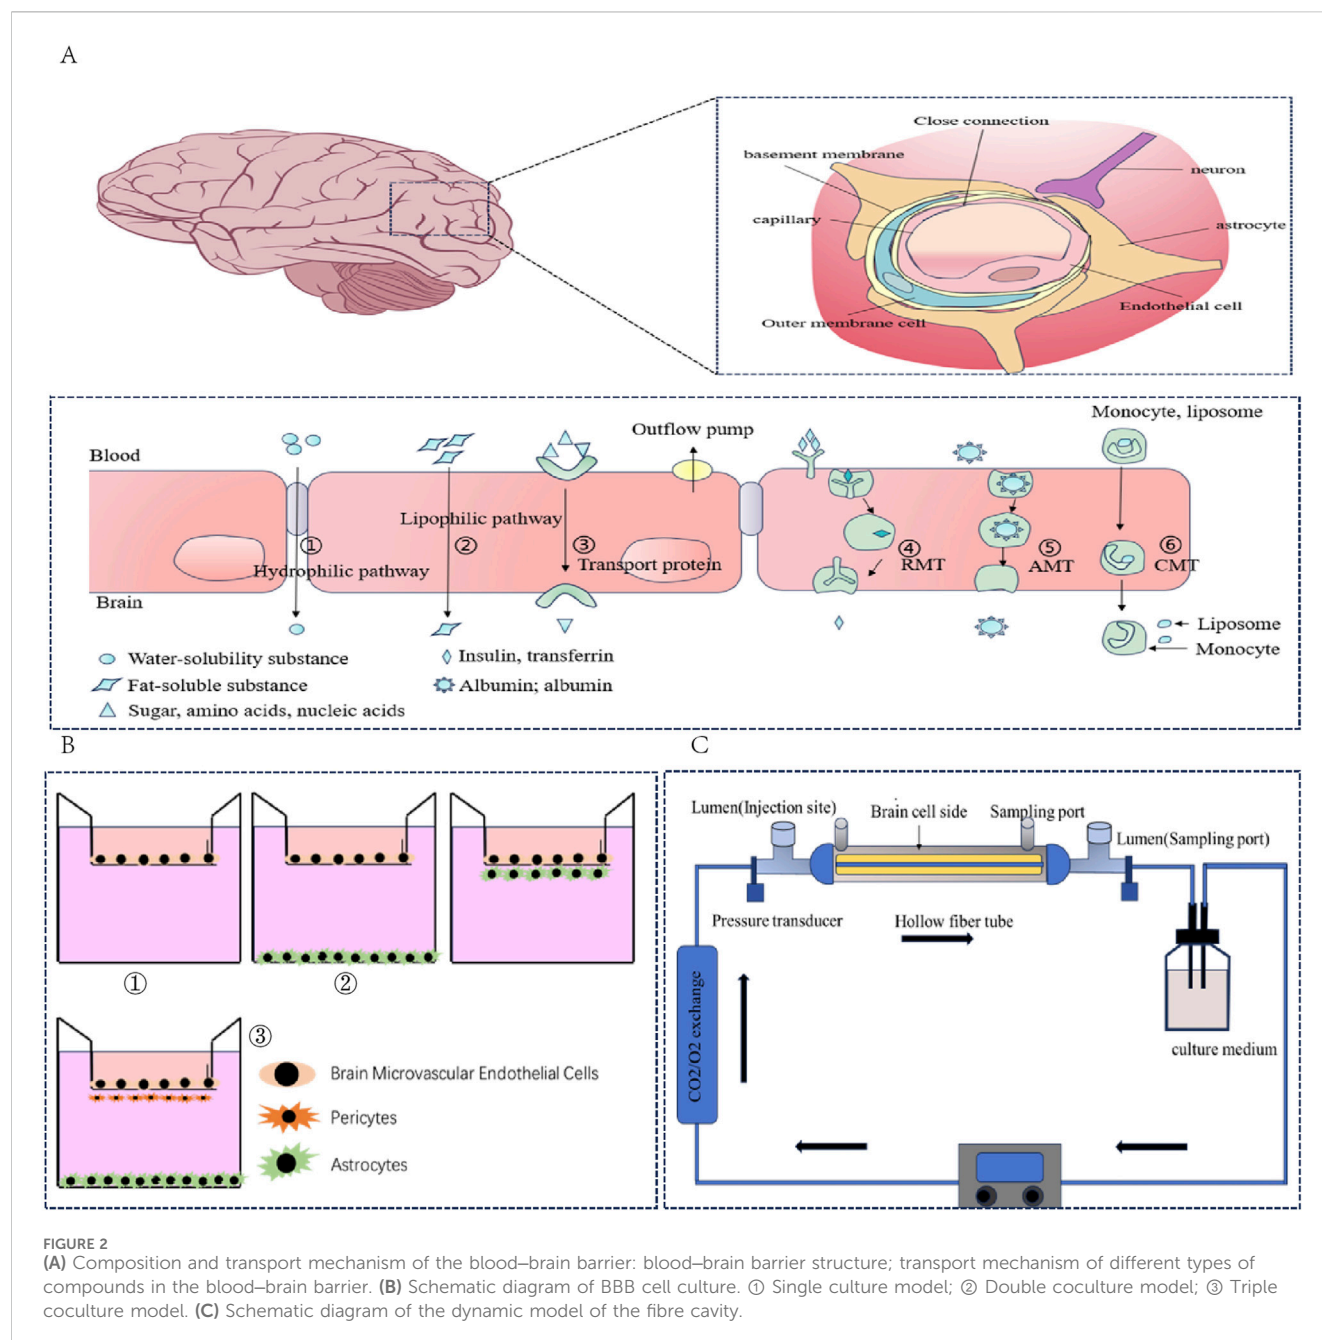 A
Close connection
basement membrane
neuron
capillary
astrocyte
Endothelial cell
Outer membrane cell
Monocyte, liposome
Outflow pump
Blood
Lipophilic pathway
① ② ③ ④ ⑤ ⑥
Hydrophilic pathway
Transport protein
RMT AMT CMT
Brain
Liposome
Monocyte
Water-solubility substance
Insulin, transferrin
Fat-soluble substance
Albumin; albumin
Sugar, amino acids, nucleic acids
B
①
②
③
Brain Microvascular Endothelial Cells
Pericytes
Astrocytes
C
Lumen(Injection site)
Brain cell side
Sampling port
Lumen(Sampling port)
Pressure transducer
Hollow fiber tube
CO2/O2 exchange
culture medium
FIGURE 2
(A) Composition and transport mechanism of the blood–brain barrier: blood–brain barrier structure; transport mechanism of different types of
compounds in the blood–brain barrier. (B) Schematic diagram of BBB cell culture. ① Single culture model; ② Double coculture model; ③ Triple
coculture model. (C) Schematic diagram of the dynamic model of the fibre cavity.